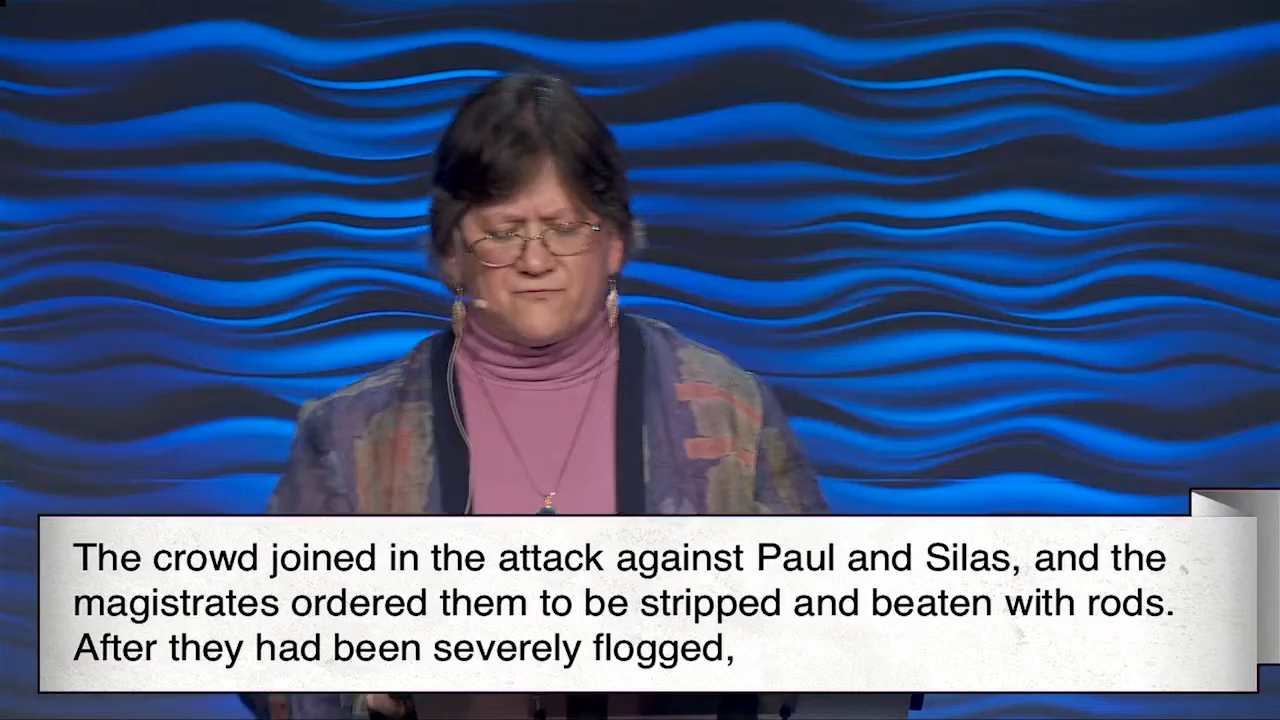 The crowd joined in the attack against Paul and Silas, and the
magistrates ordered them to be stripped and beaten with rods.
After they had been severely flogged,